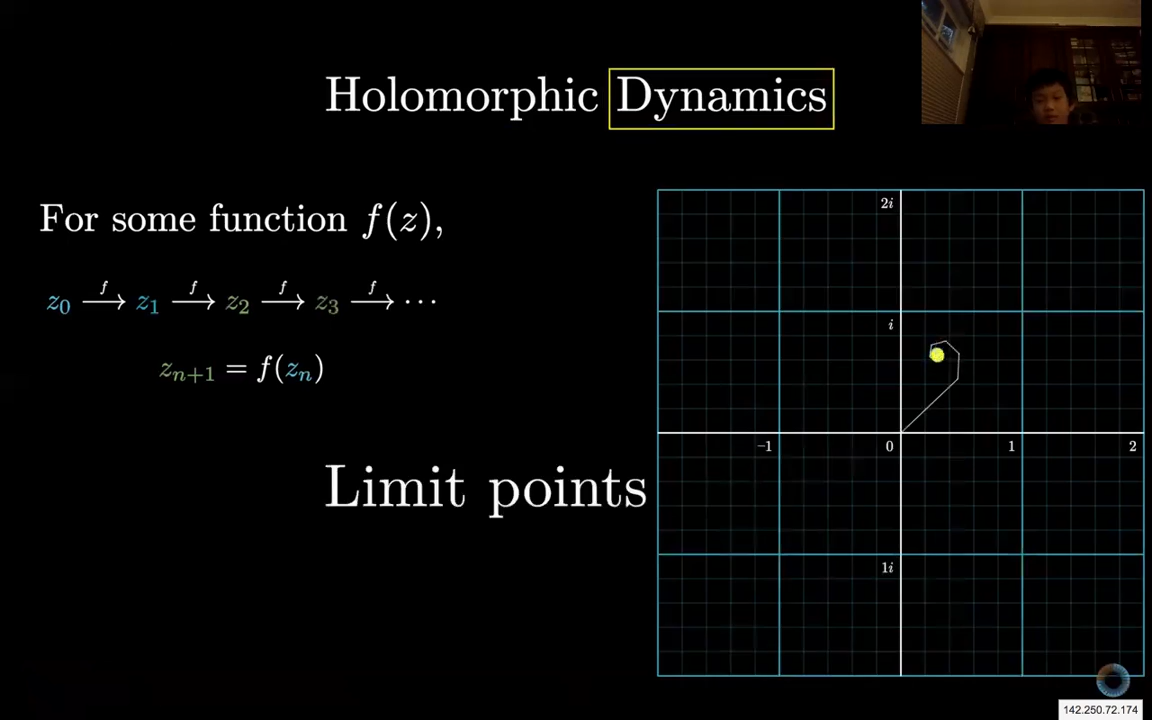 Holomorphic Dynamics
For some function f(z),
z₀ —f→ z₁ —f→ z₂ —f→ z₃ —f→ ⋯
zₙ₊₁ = f(zₙ)
Limit points
2i
i
−1 0 1 2
1i
142.250.72.174